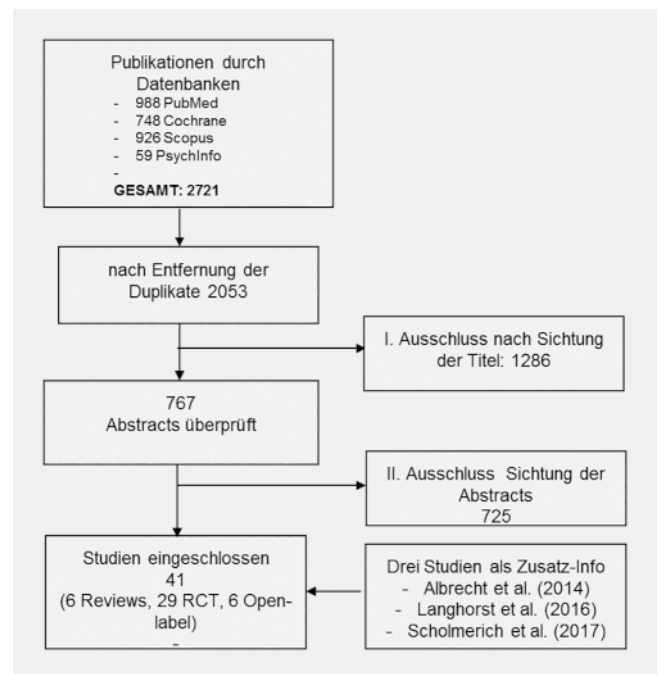 Publikationen durch
Datenbanken
- 988 PubMed
- 748 Cochrane
- 926 Scopus
- 59 PsychInfo
-
GESAMT: 2721
nach Entfernung der
Duplikate 2053
I. Ausschluss nach Sichtung
der Titel: 1286
767
Abstracts überprüft
II. Ausschluss Sichtung der
Abstracts
725
Studien eingeschlossen
41
(6 Reviews, 29 RCT, 6 Open-
label)
-
Drei Studien als Zusatz-Info
- Albrecht et al. (2014)
- Langhorst et al. (2016)
- Scholmerich et al. (2017)